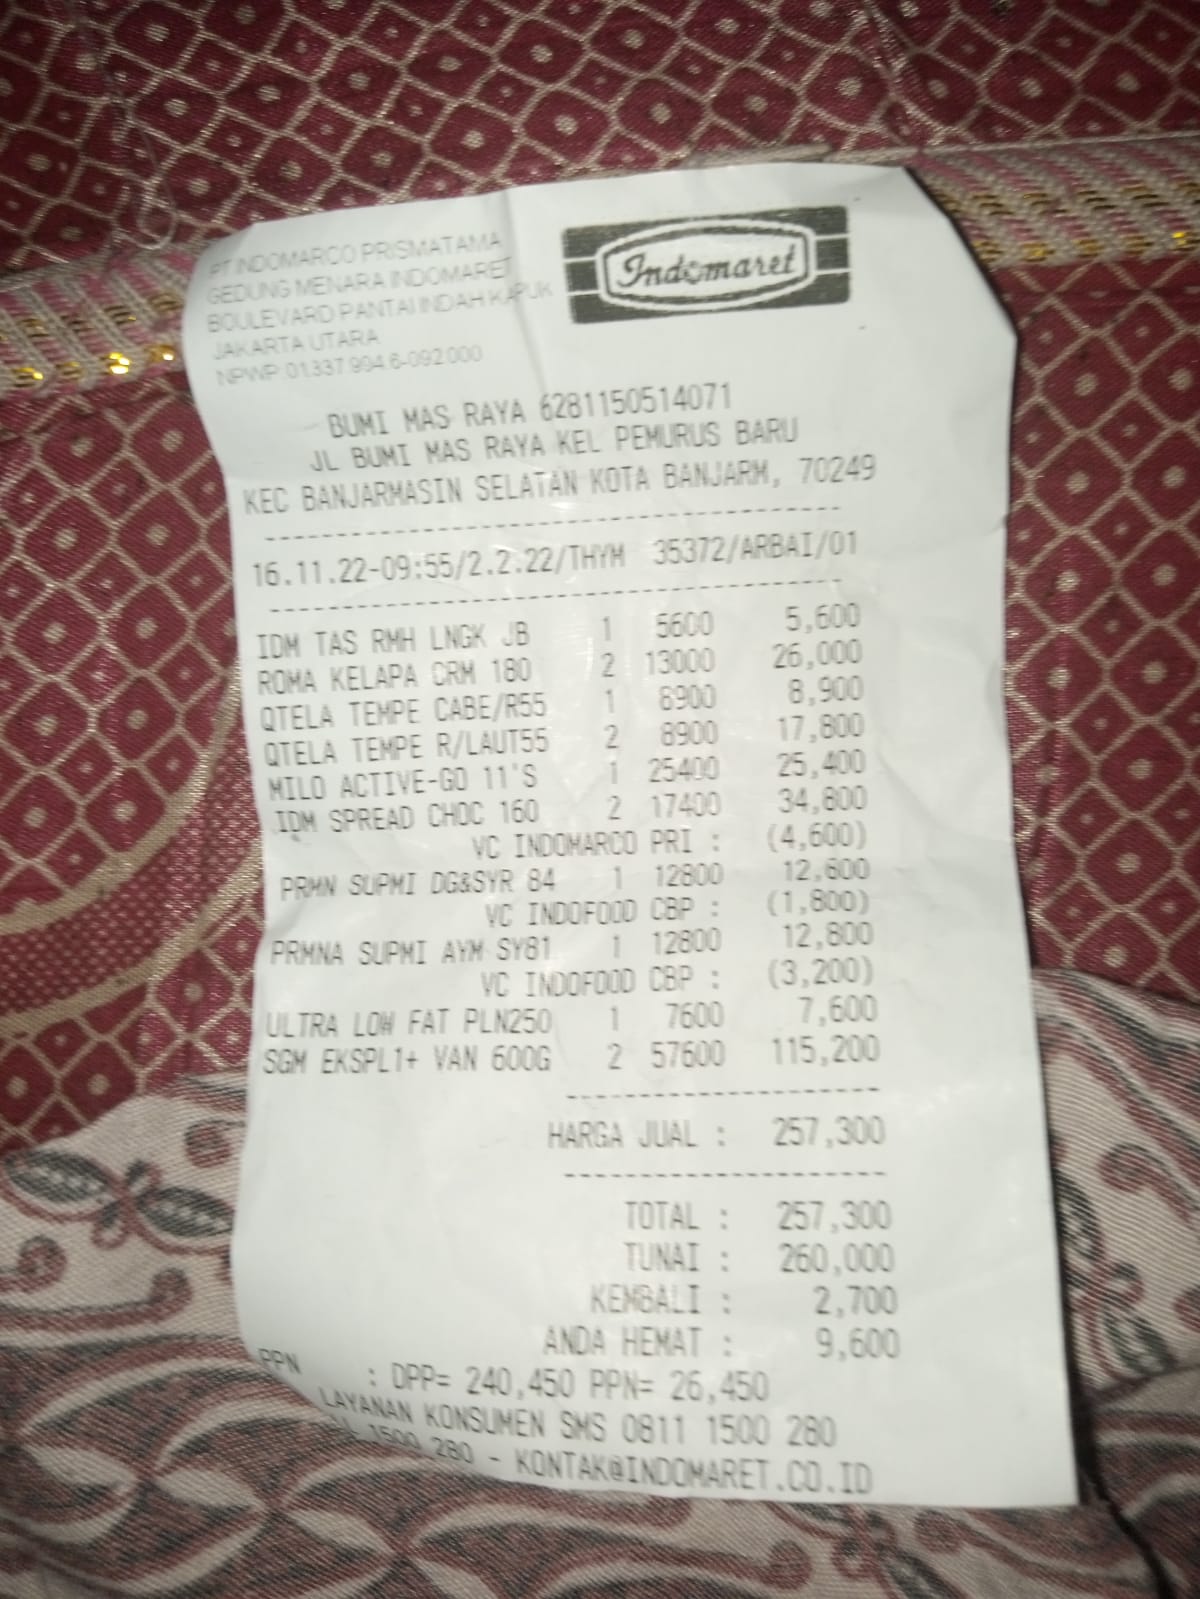 PT INDOMARCO PRISMATAMA
GEDUNG MENARA INDOMARET
BOULEVARD PANTAI INDAH KAPUK
JAKARTA UTARA
NPWP 01.337.994.6-092.000
Indomaret
BUMI MAS RAYA 6281150514071
JL BUMI MAS RAYA KEL PEMURUS BARU
KEC BANJARMASIN SELATAN KOTA BANJARM, 70249
16.11.22-09:55/2.2.22/THYM 35372/ARBAI/01
IDM TAS RMH LNGK JB 1 5600 5,600
ROMA KELAPA CRM 180 2 13000 26,000
QTELA TEMPE CABE/R55 1 8900 8,900
QTELA TEMPE R/LAUT55 2 8900 17,800
MILO ACTIVE-GO 11'S 1 25400 25,400
IDM SPREAD CHOC 160 2 17400 34,800
VC INDOMARCO PRI : (4,600)
PRMN SUPMI DG&SYR 84 1 12800 12,800
VC INDOFOOD CBP : (1,800)
PRMNA SUPMI AYM SY81 1 12800 12,800
VC INDOFOOD CBP : (3,200)
ULTRA LOW FAT PLN250 1 7600 7,600
SGM EKSPL1+ VAN 600G 2 57600 115,200
HARGA JUAL : 257,300
TOTAL : 257,300
TUNAI : 260,000
KEMBALI : 2,700
ANDA HEMAT : 9,600
PPN : DPP= 240,450 PPN= 26,450
LAYANAN KONSUMEN SMS 0811 1500 280
1500 280 - KONTAK@INDOMARET.CO.ID